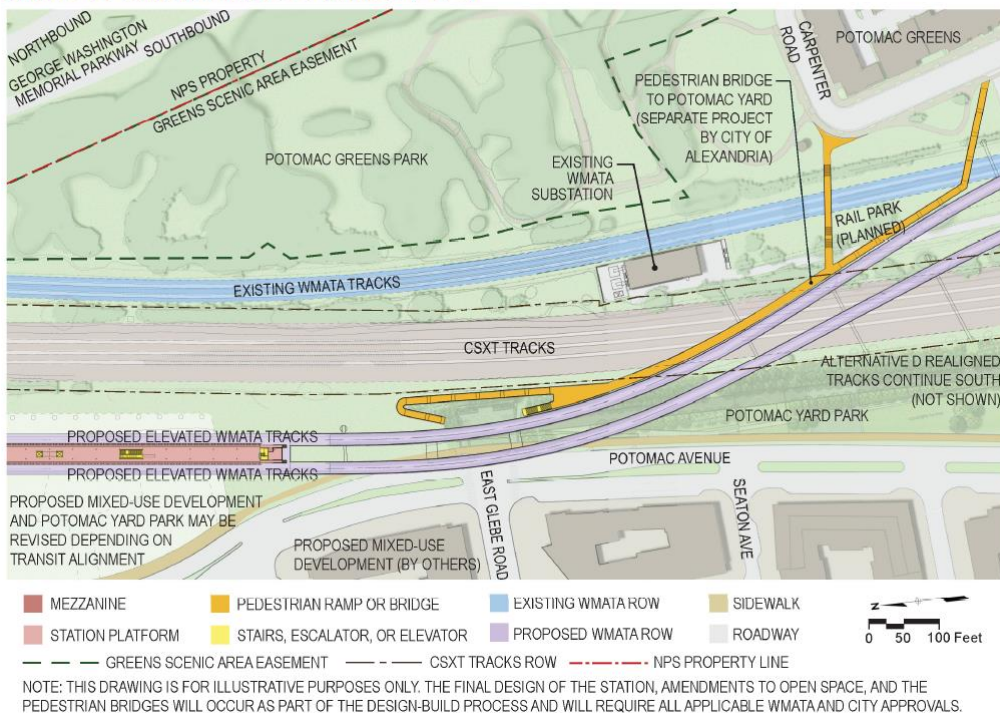 NORTHBOUND
GEORGE WASHINGTON
MEMORIAL PARKWAY
SOUTHBOUND
NPS PROPERTY
GREENS SCENIC AREA EASEMENT
POTOMAC GREENS PARK
EXISTING
WMATA
SUBSTATION
PEDESTRIAN BRIDGE
TO POTOMAC YARD
(SEPARATE PROJECT
BY CITY OF
ALEXANDRIA)
CARPENTER
ROAD
POTOMAC GREENS
RAIL PARK
(PLANNED)
EXISTING WMATA TRACKS
CSXT TRACKS
ALTERNATIVE D REALIGNED
TRACKS CONTINUE SOUTH
(NOT SHOWN)
POTOMAC YARD PARK
PROPOSED ELEVATED WMATA TRACKS
PROPOSED ELEVATED WMATA TRACKS
POTOMAC AVENUE
PROPOSED MIXED-USE DEVELOPMENT
AND POTOMAC YARD PARK MAY BE
REVISED DEPENDING ON
TRANSIT ALIGNMENT
PROPOSED MIXED-USE
DEVELOPMENT (BY OTHERS)
EAST GLEBE ROAD
SEATON AVE
MEZZANINE
PEDESTRIAN RAMP OR BRIDGE
EXISTING WMATA ROW
SIDEWALK
STATION PLATFORM
STAIRS, ESCALATOR, OR ELEVATOR
PROPOSED WMATA ROW
ROADWAY
N
0 50 100 Feet
GREENS SCENIC AREA EASEMENT
CSXT TRACKS ROW
NPS PROPERTY LINE
NOTE: THIS DRAWING IS FOR ILLUSTRATIVE PURPOSES ONLY. THE FINAL DESIGN OF THE STATION, AMENDMENTS TO OPEN SPACE, AND THE
PEDESTRIAN BRIDGES WILL OCCUR AS PART OF THE DESIGN-BUILD PROCESS AND WILL REQUIRE ALL APPLICABLE WMATA AND CITY APPROVALS.